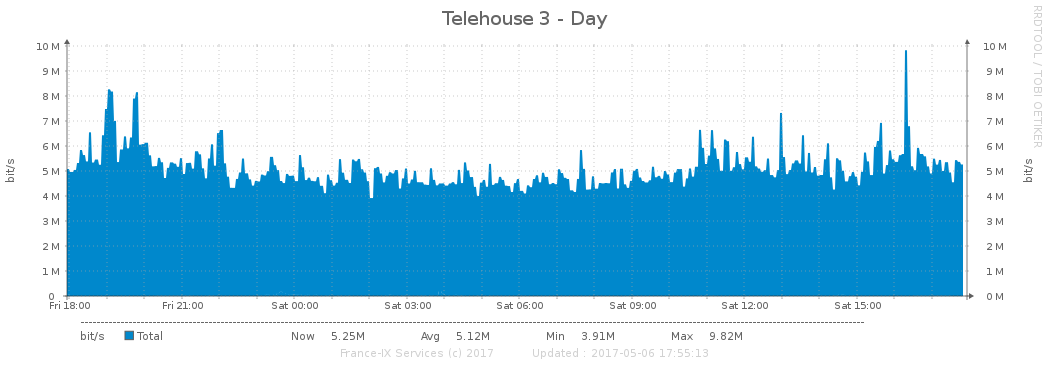 Telehouse 3 - Day
RRDTOOL / TOBI OETIKER
bit/s
10 M 10 M
9 M 9 M
8 M 8 M
7 M 7 M
6 M 6 M
5 M 5 M
4 M 4 M
3 M 3 M
2 M 2 M
1 M 1 M
0 0 M
bit/s
Fri 18:00 Fri 21:00 Sat 00:00 Sat 03:00 Sat 06:00 Sat 09:00 Sat 12:00 Sat 15:00
bit/s Total Now 5.25M Avg 5.12M Min 3.91M Max 9.82M
France-IX Services (c) 2017 Updated : 2017-05-06 17:55:13